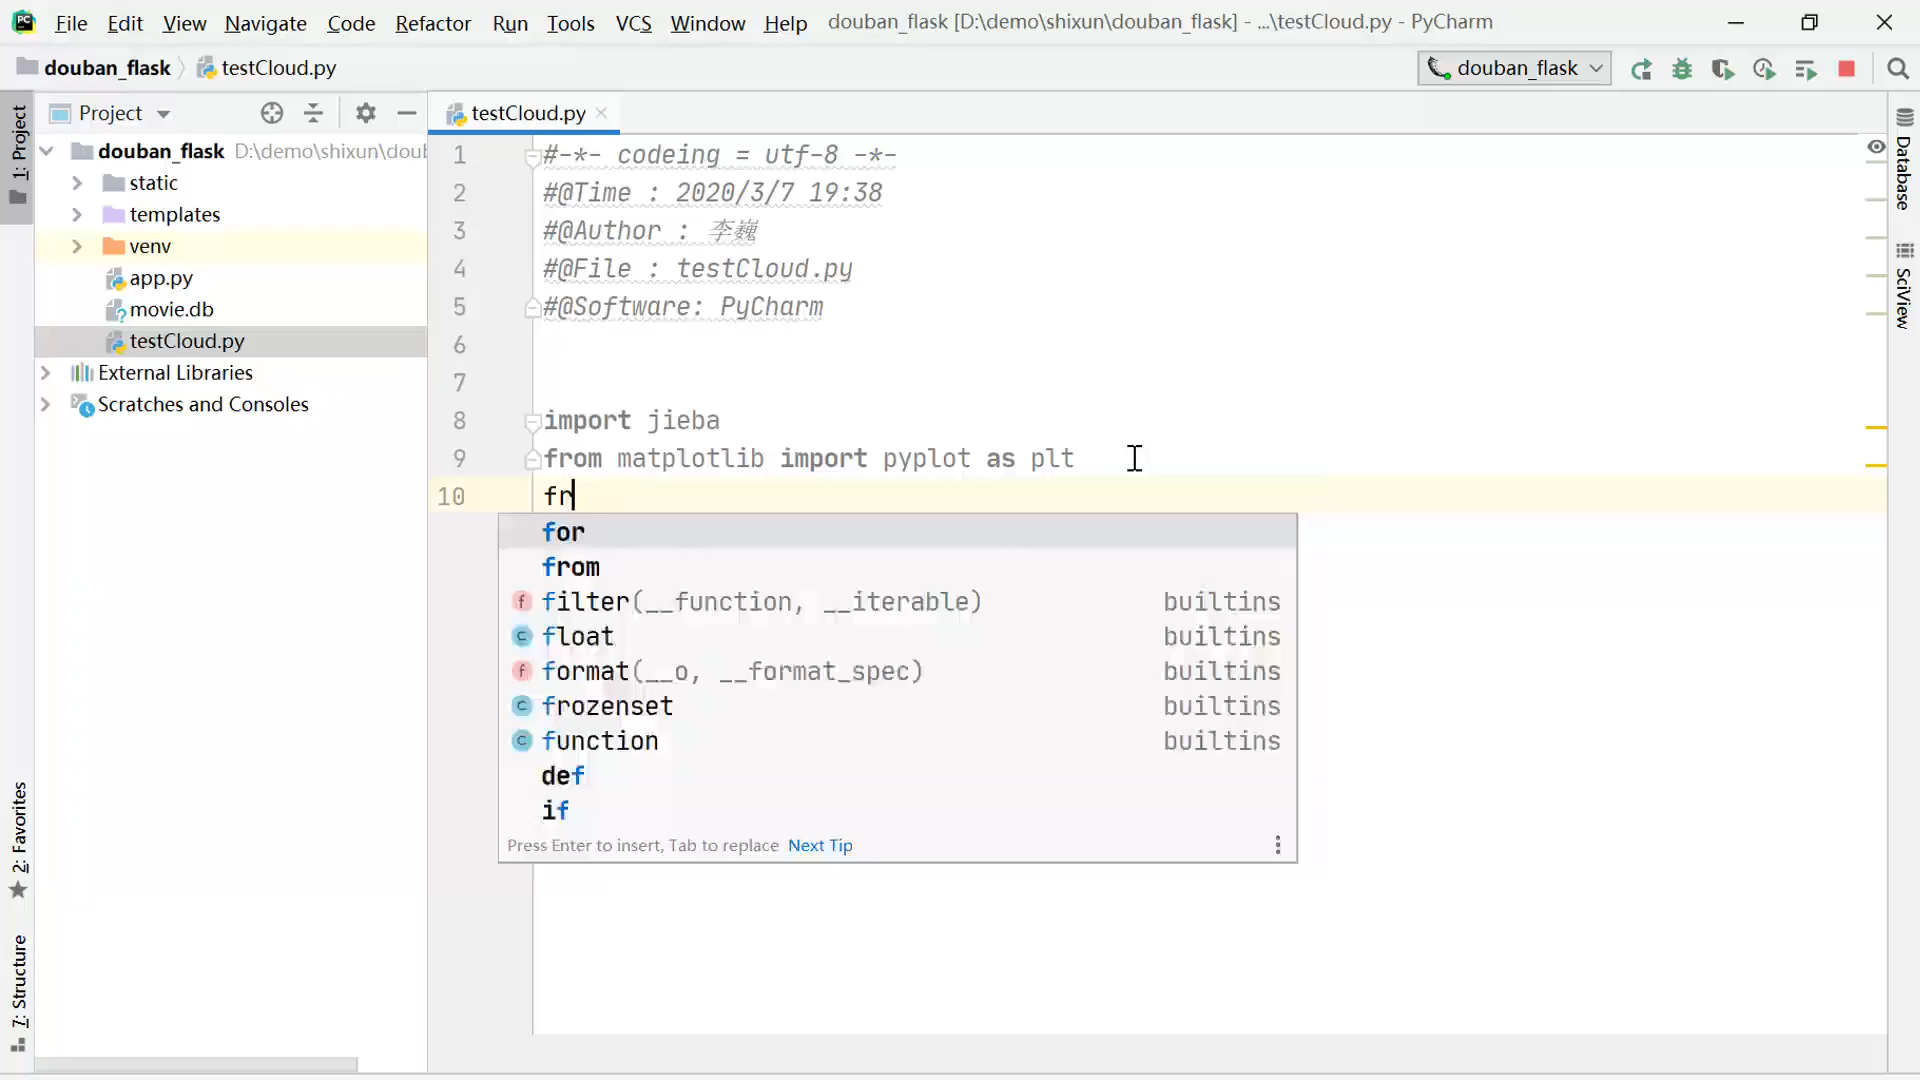 File Edit View Navigate Code Refactor Run Tools VCS Window Help douban_flask [D:\demo\shixun\douban_flask] - ...\testCloud.py - PyCharm
douban_flask testCloud.py douban_flask
Project testCloud.py
1: Project
douban_flask D:\demo\shixun\doub
static
templates
venv
app.py
movie.db
testCloud.py
External Libraries
Scratches and Consoles
1 #-*- codeing = utf-8 -*-
2 #@Time : 2020/3/7 19:38
3 #@Author : 李巍
4 #@File : testCloud.py
5 #@Software: PyCharm
6
7
8 import jieba
9 from matplotlib import pyplot as plt
10 fr
for
from
f filter(__function, __iterable) builtins
c float builtins
f format(__o, __format_spec) builtins
c frozenset builtins
c function builtins
def
if
Press Enter to insert, Tab to replace Next Tip
2: Favorites
7: Structure
Database
SciView